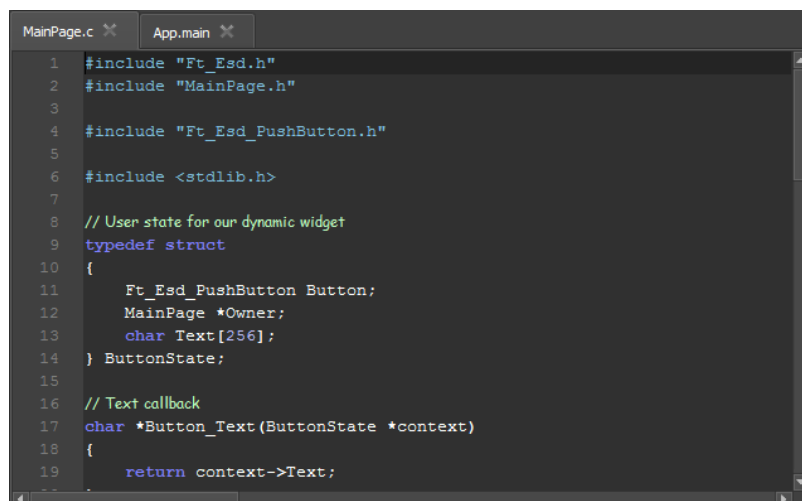 MainPage.c
App.main
1 #include "Ft_Esd.h"
2 #include "MainPage.h"
3
4 #include "Ft_Esd_PushButton.h"
5
6 #include <stdlib.h>
7
8 // User state for our dynamic widget
9 typedef struct
10 {
11     Ft_Esd_PushButton Button;
12     MainPage *Owner;
13     char Text[256];
14 } ButtonState;
15
16 // Text callback
17 char *Button_Text(ButtonState *context)
18 {
19     return context->Text;